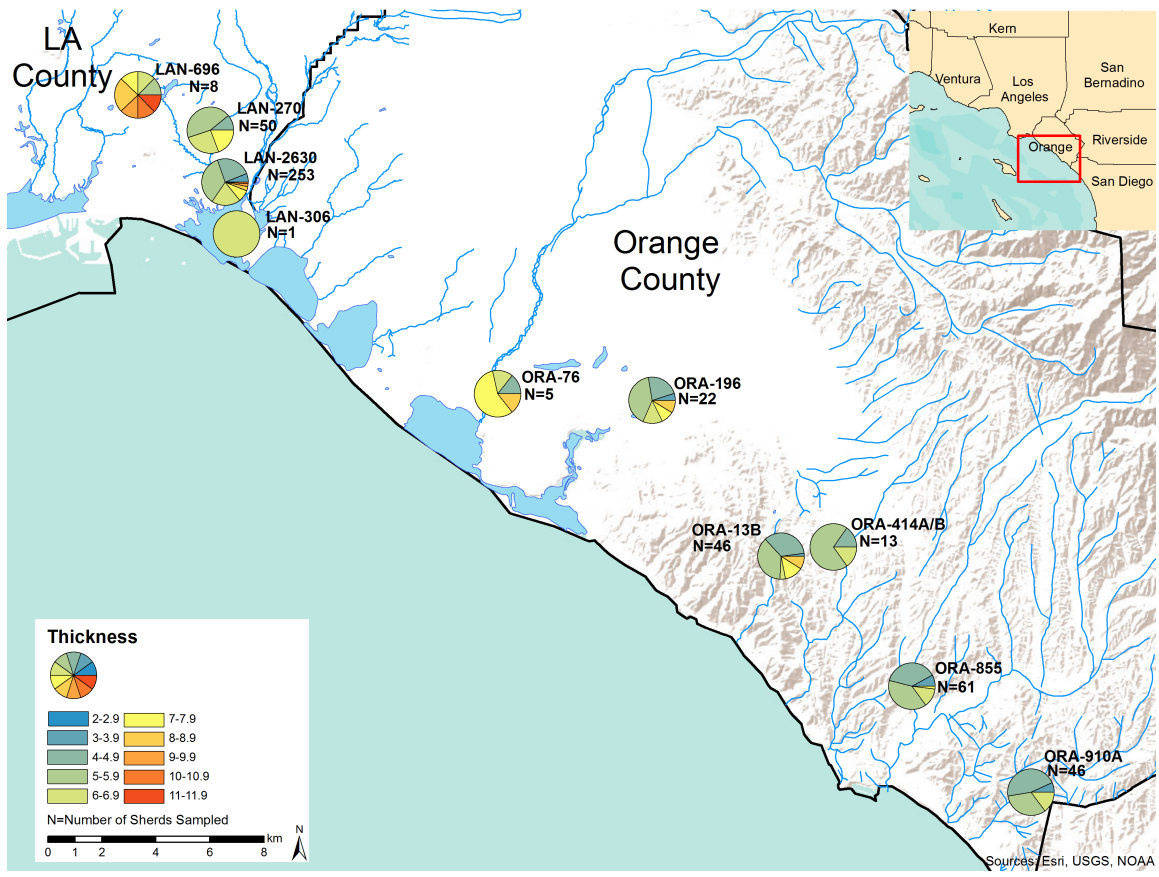 LA
County
LAN-696
N=8
LAN-270
N=50
LAN-2630
N=253
LAN-306
N=1
Kern
Ventura
Los
Angeles
San
Bernadino
Orange
Riverside
San Diego
Orange
County
ORA-76
N=5
ORA-196
N=22
ORA-13B
N=46
ORA-414A/B
N=13
ORA-855
N=61
ORA-910A
N=46
Thickness
2-2.9 7-7.9
3-3.9 8-8.9
4-4.9 9-9.9
5-5.9 10-10.9
6-6.9 11-11.9
N=Number of Sherds Sampled
km
0 1 2 4 6 8
N
Sources: Esri, USGS, NOAA